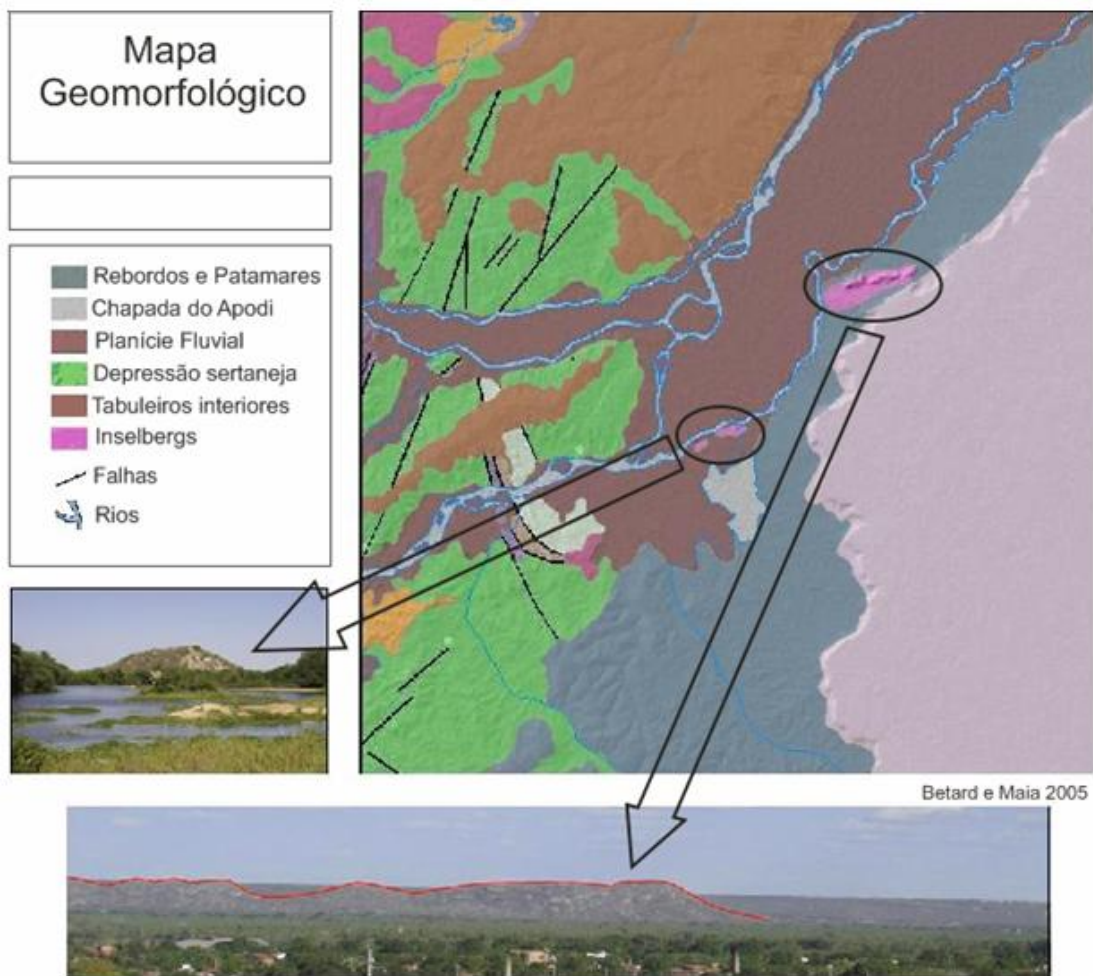 Mapa
Geomorfológico
Rebordos e Patamares
Chapada do Apodi
Planície Fluvial
Depressão sertaneja
Tabuleiros interiores
Inselbergs
Falhas
Rios
Betard e Maia 2005